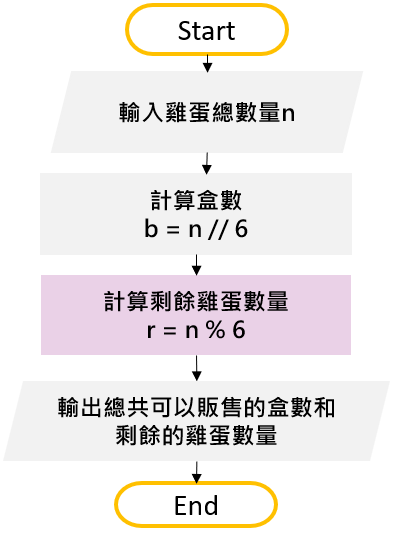 Start
輸入雞蛋總數量n
計算盒數
b = n // 6
計算剩餘雞蛋數量
r = n % 6
輸出總共可以販售的盒數和
剩餘的雞蛋數量
End